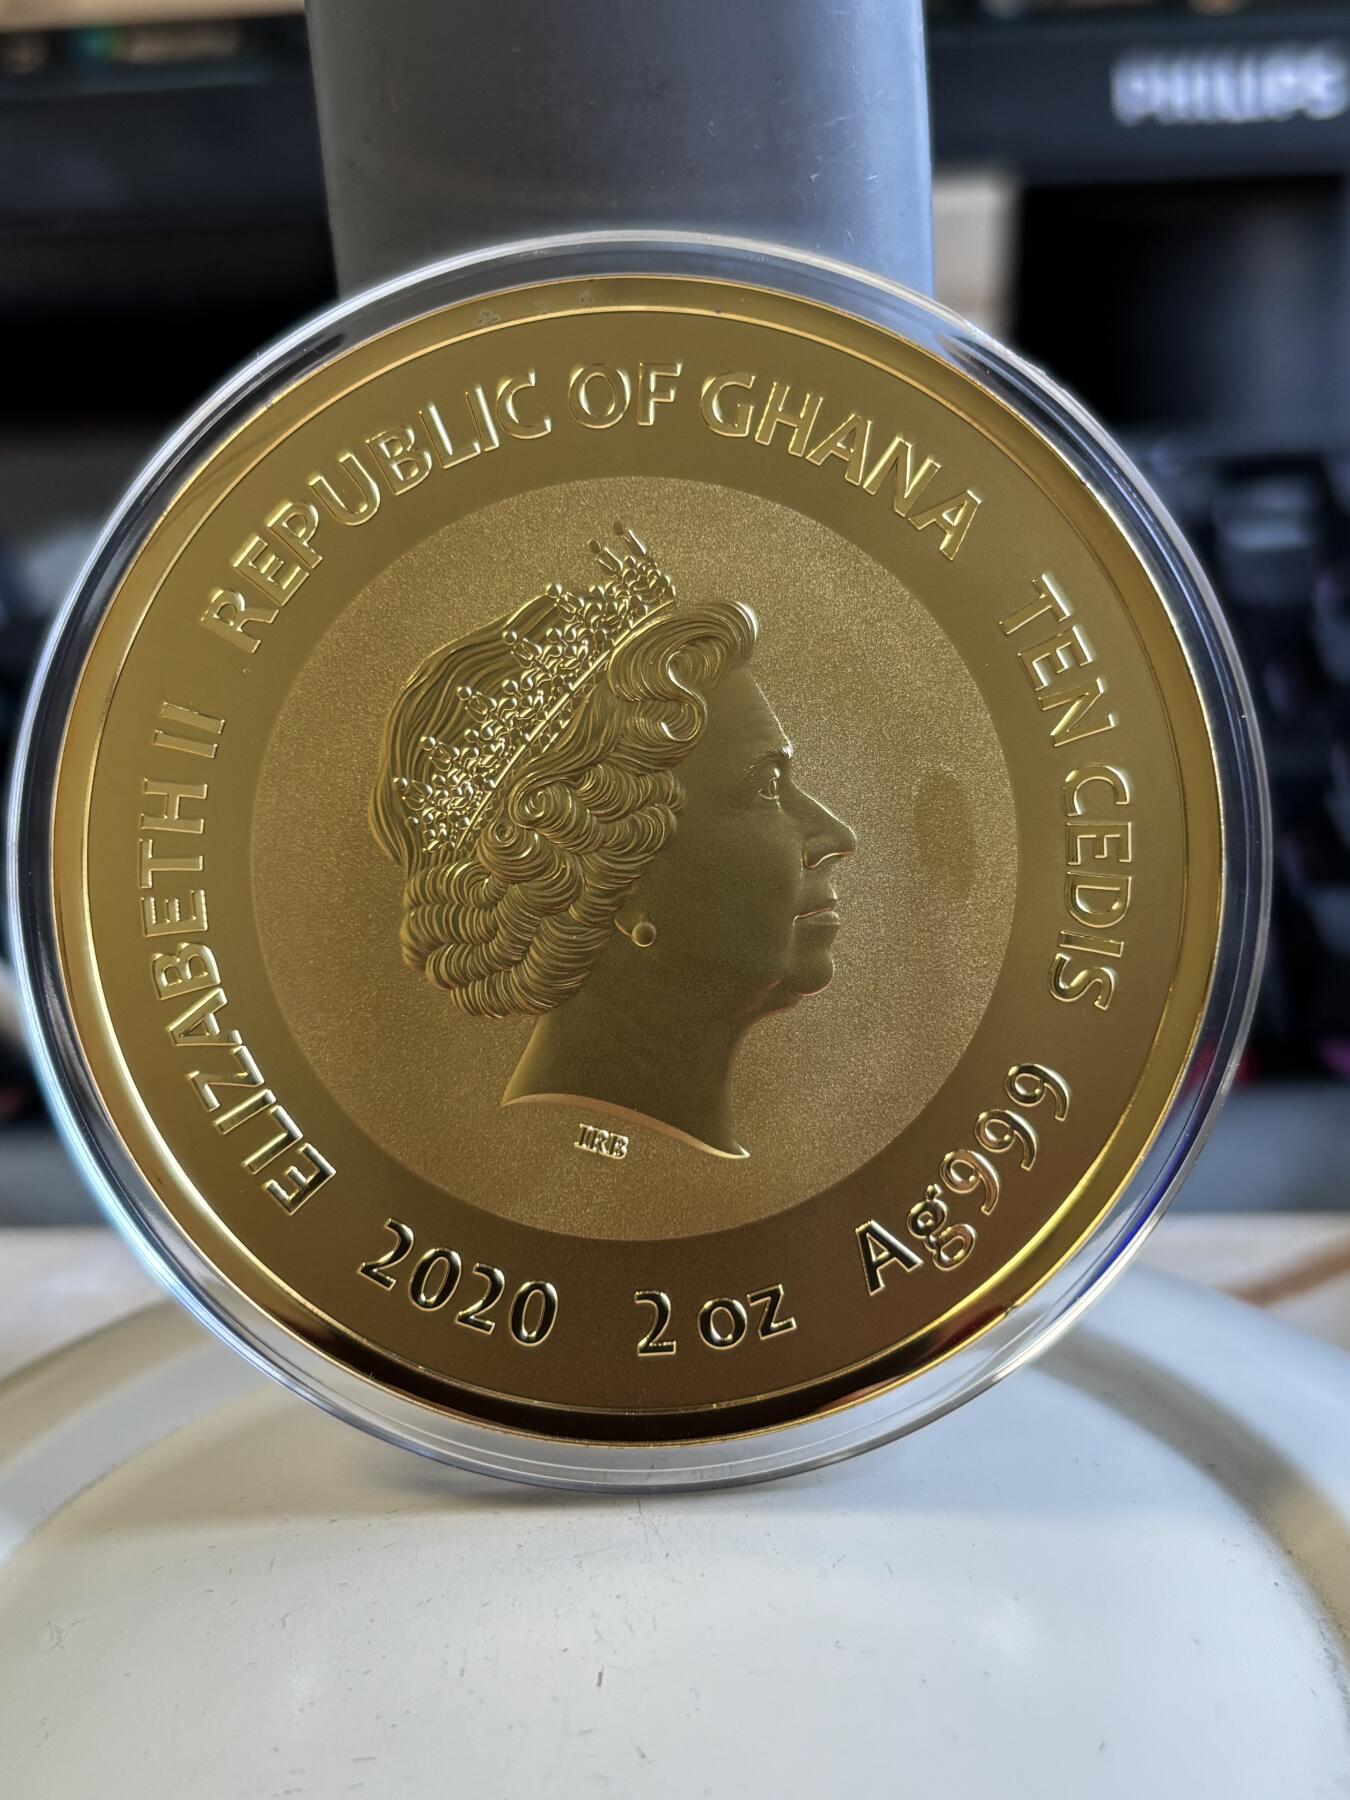 PHILIPS
ELIZABETH II REPUBLIC OF GHANA TEN CEDIS
2020 2 oz Ag999
IRB